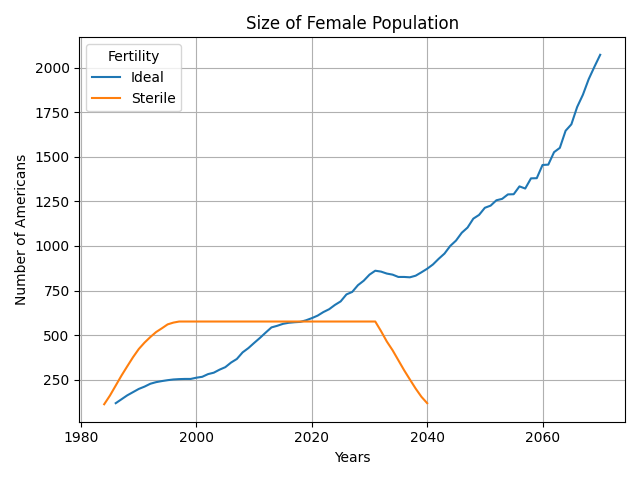 Size of Female Population
Fertility
Ideal
Sterile
Number of Americans
2000
1750
1500
1250
1000
750
500
250
1980 2000 2020 2040 2060
Years